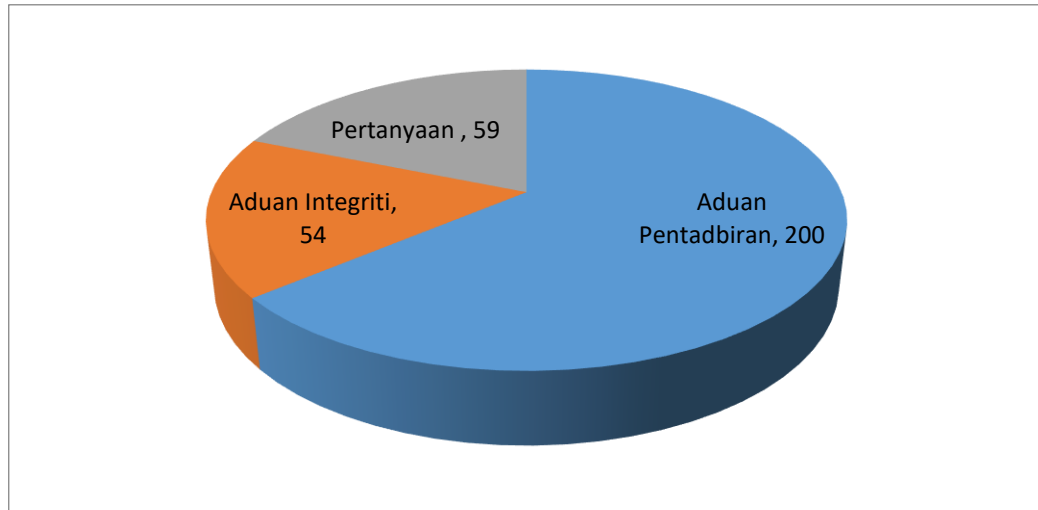 Pertanyaan , 59
Aduan Integriti,
54
Aduan
Pentadbiran, 200